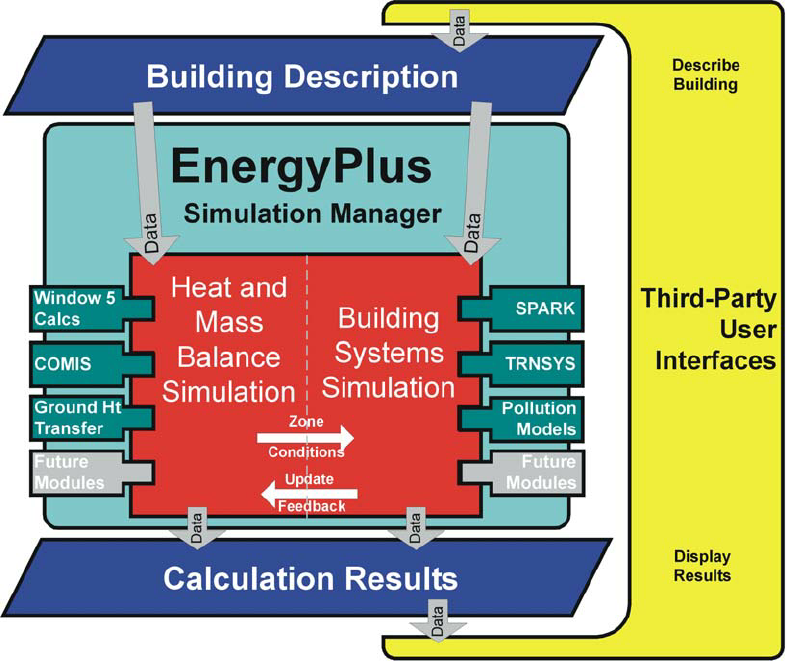 Data
Building Description
Describe
Building
Data
Data
EnergyPlus
Simulation Manager
Heat and
Mass
Balance
Simulation
Building
Systems
Simulation
Window 5
Calcs
COMIS
Ground Ht
Transfer
Future
Modules
SPARK
TRNSYS
Pollution
Models
Future
Modules
Zone
Conditions
Update
Feedback
Third-Party
User
Interfaces
Data
Data
Calculation Results
Display
Results
Data